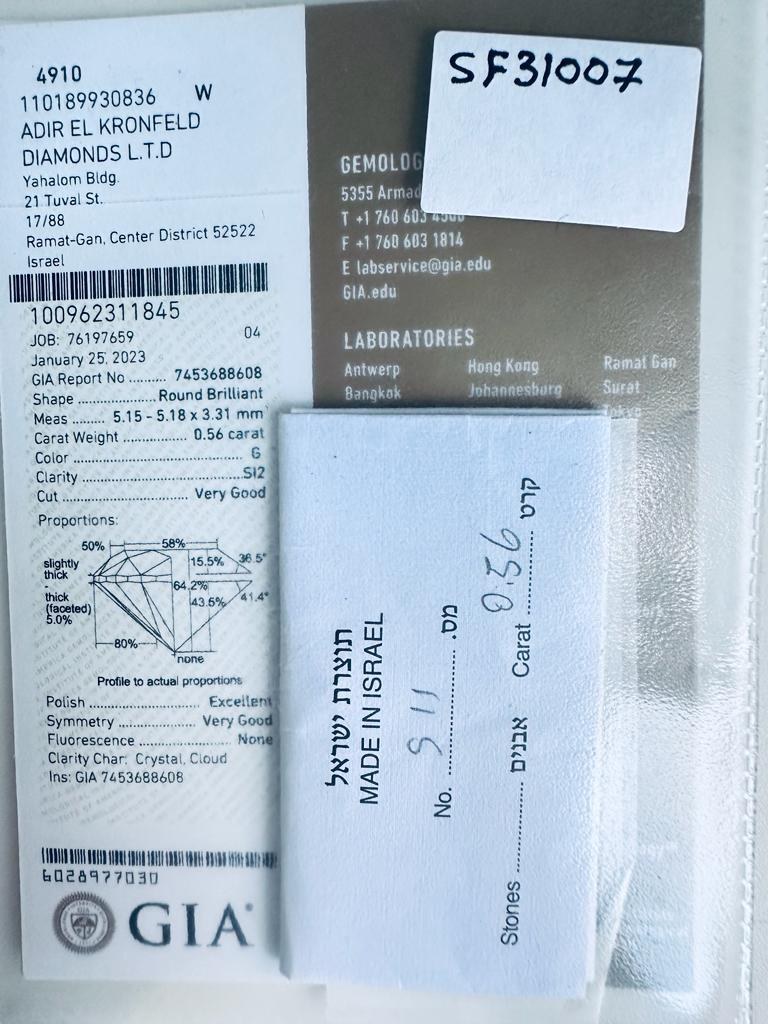 4910
110189930836 W
ADIR EL KRONFELD
DIAMONDS L.T.D
Yahalom Bldg.
21 Tuval St.
17/88
Ramat-Gan, Center District 52522
Israel
100962311845
JOB: 76197659 04
January 25, 2023
GIA Report No .......... 7453688608
Shape .................... Round Brilliant
Meas ........ 5.15 - 5.18 x 3.31 mm
Carat Weight ................ 0.56 carat
Color .......................................... G
Clarity ...................................... SI2
Cut .............................. Very Good
Proportions:
50% 58%
slightly
thick
-
thick
(faceted)
5.0%
15.5% 36.5°
64.2%
43.5% 41.4°
80%
none
Profile to actual proportions
Polish ........................... Excellent
Symmetry ................... Very Good
Fluorescence .................... None
Clarity Char: Crystal, Cloud
Ins: GIA 7453688608
6028977030
GIA
SF31007
GEMOLOG
5355 Armad
T +1 760 603
F +1 760 603 1814
E labservice@gia.edu
GIA.edu
LABORATORIES
Antwerp Hong Kong Ramat Gan
Bangkok Johannesburg Surat
Tokyo
תוצרת ישראל
MADE IN ISRAEL
No. .................... מס.
Stones ............ אבנים Carat 0.56 קרט